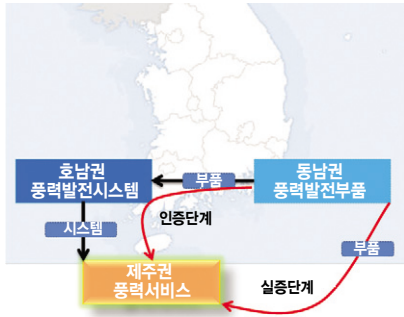 호남권
풍력발전시스템
부품
동남권
풍력발전부품
인증단계
시스템
부품
제주권
풍력서비스
실증단계